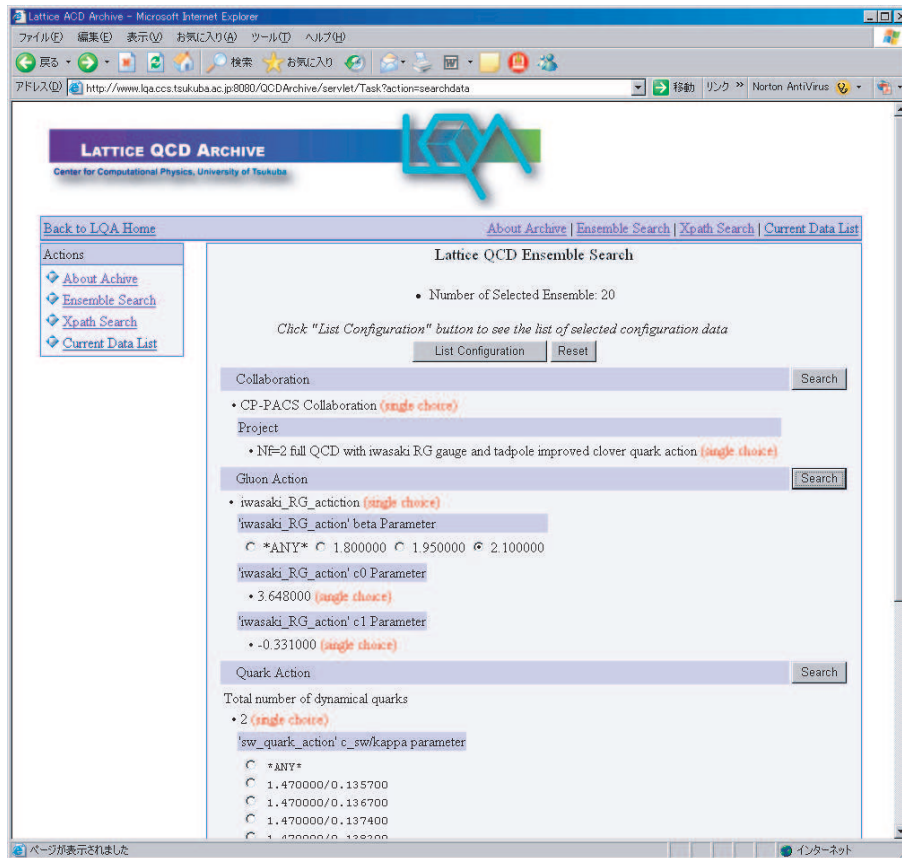 Lattice AQD Archive - Microsoft Internet Explorer
ファイル(F) 編集(E) 表示(V) お気に入り(A) ツール(T) ヘルプ(H)
戻る 検索 お気に入り
アドレス(D) http://www.lqa.ccs.tsukuba.ac.jp:8080/QCDArchive/servlet/Task?action=searchdata 移動 リンク » Norton AntiVirus
LATTICE QCD ARCHIVE
Center for Computational Physics, University of Tsukuba
LQA
Back to LQA Home About Archive | Ensemble Search | Xpath Search | Current Data List
Actions
About Achive
Ensemble Search
Xpath Search
Current Data List
Lattice QCD Ensemble Search
• Number of Selected Ensemble: 20
Click "List Configuration" button to see the list of selected configuration data
List Configuration Reset
Collaboration Search
• CP-PACS Collaboration (single choice)
Project
• Nf=2 full QCD with iwasaki RG gauge and tadpole improved clover quark action (single choice)
Gluon Action Search
• iwasaki_RG_actiction (single choice)
'iwasaki_RG_action' beta Parameter
*ANY* 1.800000 1.950000 2.100000
'iwasaki_RG_action' c0 Parameter
• 3.648000 (single choice)
'iwasaki_RG_action' c1 Parameter
• -0.331000 (single choice)
Quark Action Search
Total number of dynamical quarks
• 2 (single choice)
'sw_quark_action' c_sw/kappa parameter
*ANY*
1.470000/0.135700
1.470000/0.136700
1.470000/0.137400
1.470000/0.138200
ページが表示されました インターネット